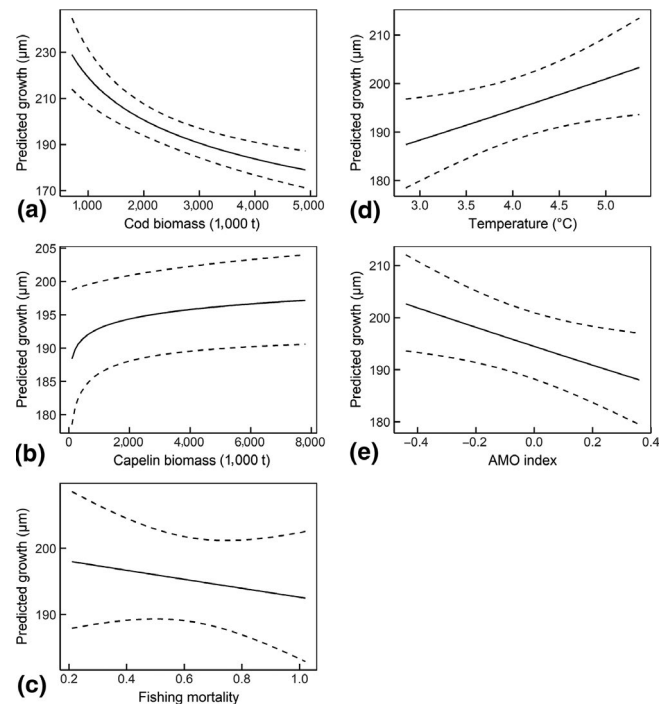 Predicted growth (µm)
230
210
190
170
1,000 2,000 3,000 4,000 5,000
(a) Cod biomass (1,000 t)
Predicted growth (µm)
210
200
190
180
3.0 3.5 4.0 4.5 5.0
(d) Temperature (°C)
Predicted growth (µm)
205
200
195
190
185
180
0 2,000 4,000 6,000 8,000
(b) Capelin biomass (1,000 t)
Predicted growth (µm)
210
200
190
180
−0.4 −0.2 0.0 0.2 0.4
(e) AMO index
Predicted growth (µm)
200
190
0.2 0.4 0.6 0.8 1.0
(c) Fishing mortality